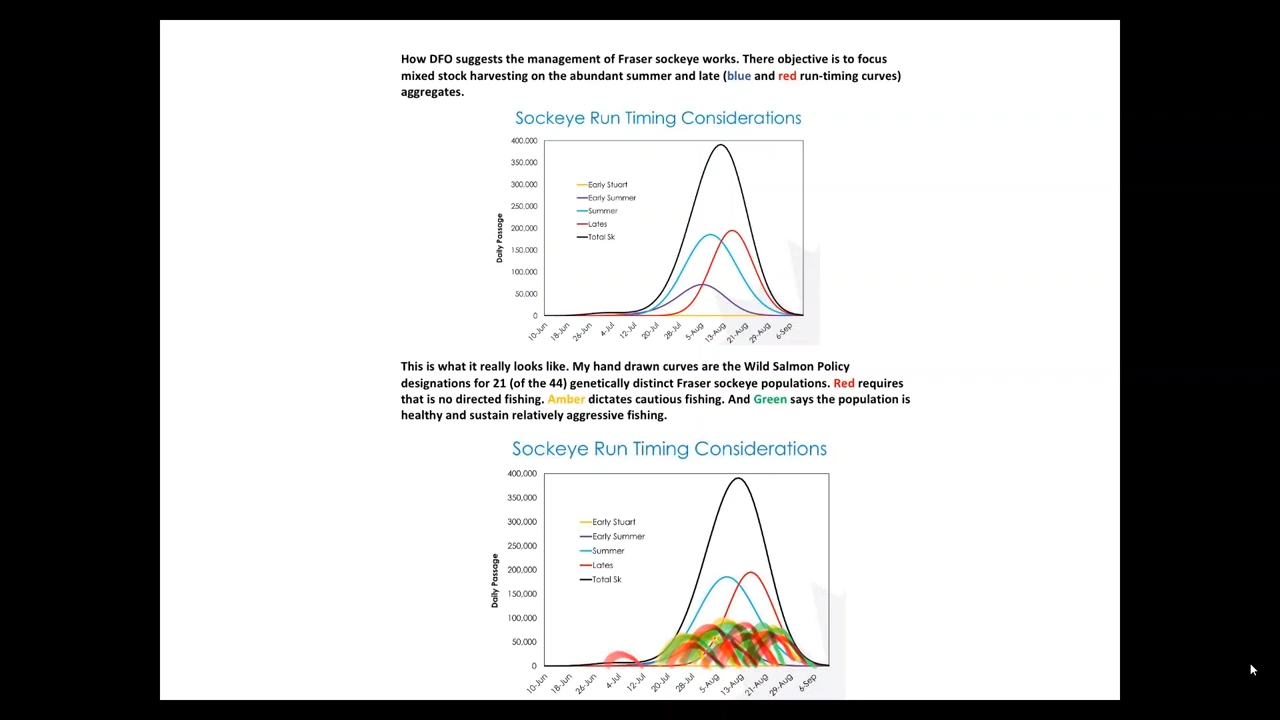 How DFO suggests the management of Fraser sockeye works. There objective is to focus
mixed stock harvesting on the abundant summer and late (blue and red run-timing curves)
aggregates.
Sockeye Run Timing Considerations
400,000
350,000
300,000
250,000
200,000
150,000
100,000
50,000
0
Daily Passage
Early Stuart
Early Summer
Summer
Lates
Total Sk
10-Jun
18-Jun
26-Jun
4-Jul
12-Jul
20-Jul
28-Jul
5-Aug
13-Aug
21-Aug
29-Aug
6-Sep
This is what it really looks like. My hand drawn curves are the Wild Salmon Policy
designations for 21 (of the 44) genetically distinct Fraser sockeye populations. Red requires
that is no directed fishing. Amber dictates cautious fishing. And Green says the population is
healthy and sustain relatively aggressive fishing.
Sockeye Run Timing Considerations
400,000
350,000
300,000
250,000
200,000
150,000
100,000
50,000
0
Daily Passage
Early Stuart
Early Summer
Summer
Lates
Total Sk
10-Jun
18-Jun
26-Jun
4-Jul
12-Jul
20-Jul
28-Jul
5-Aug
13-Aug
21-Aug
29-Aug
6-Sep